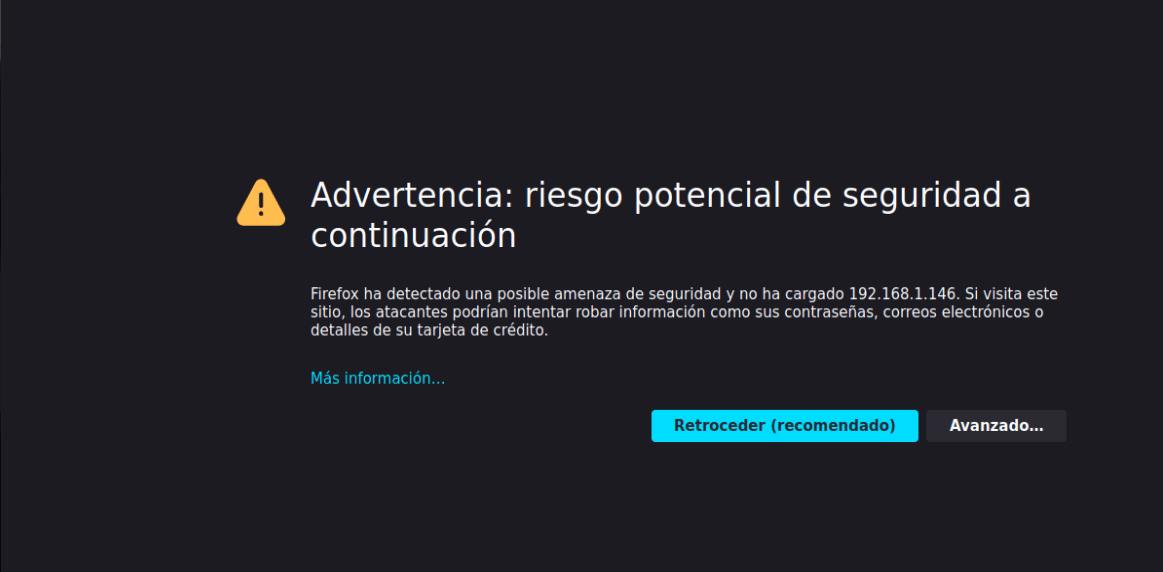 Advertencia: riesgo potencial de seguridad a
continuación
Firefox ha detectado una posible amenaza de seguridad y no ha cargado 192.168.1.146. Si visita este
sitio, los atacantes podrían intentar robar información como sus contraseñas, correos electrónicos o
detalles de su tarjeta de crédito.
Más información…
Retroceder (recomendado)
Avanzado…